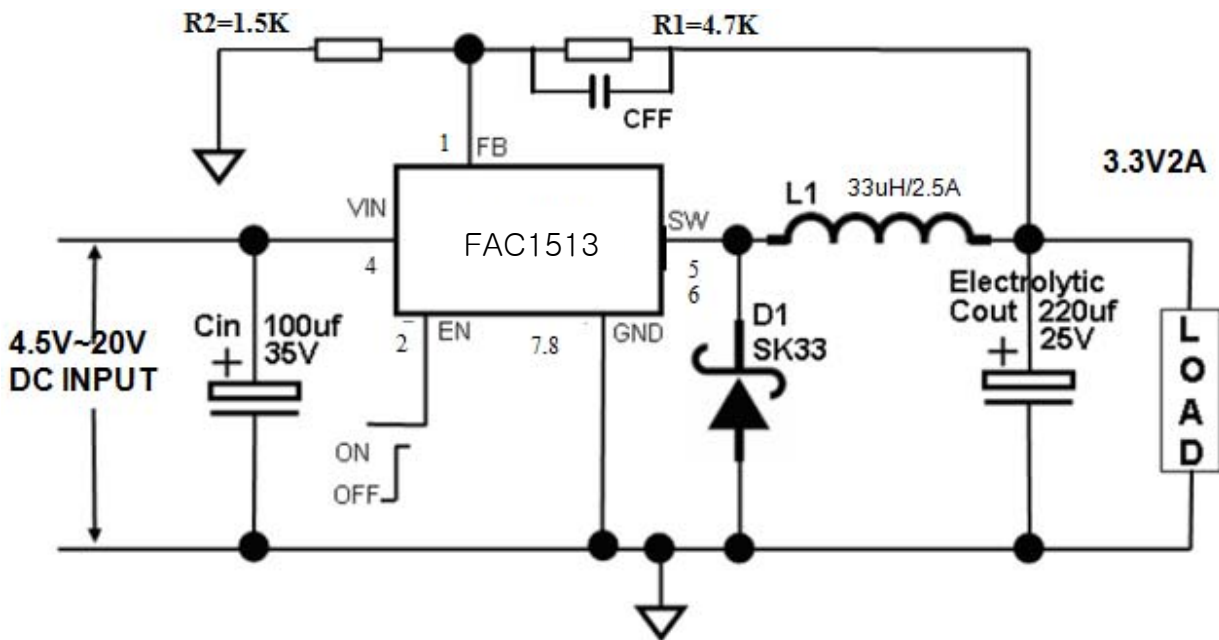 R2=1.5K
R1=4.7K
CFF
1
FB
3.3V2A
VIN
SW
L1
33uH/2.5A
FAC1513
4
5
6
Electrolytic
Cout 220uf
25V
Cin 100uf
35V
+
2
EN
7.8
GND
D1
SK33
+
4.5V~20V
DC INPUT
LOAD
ON
OFF